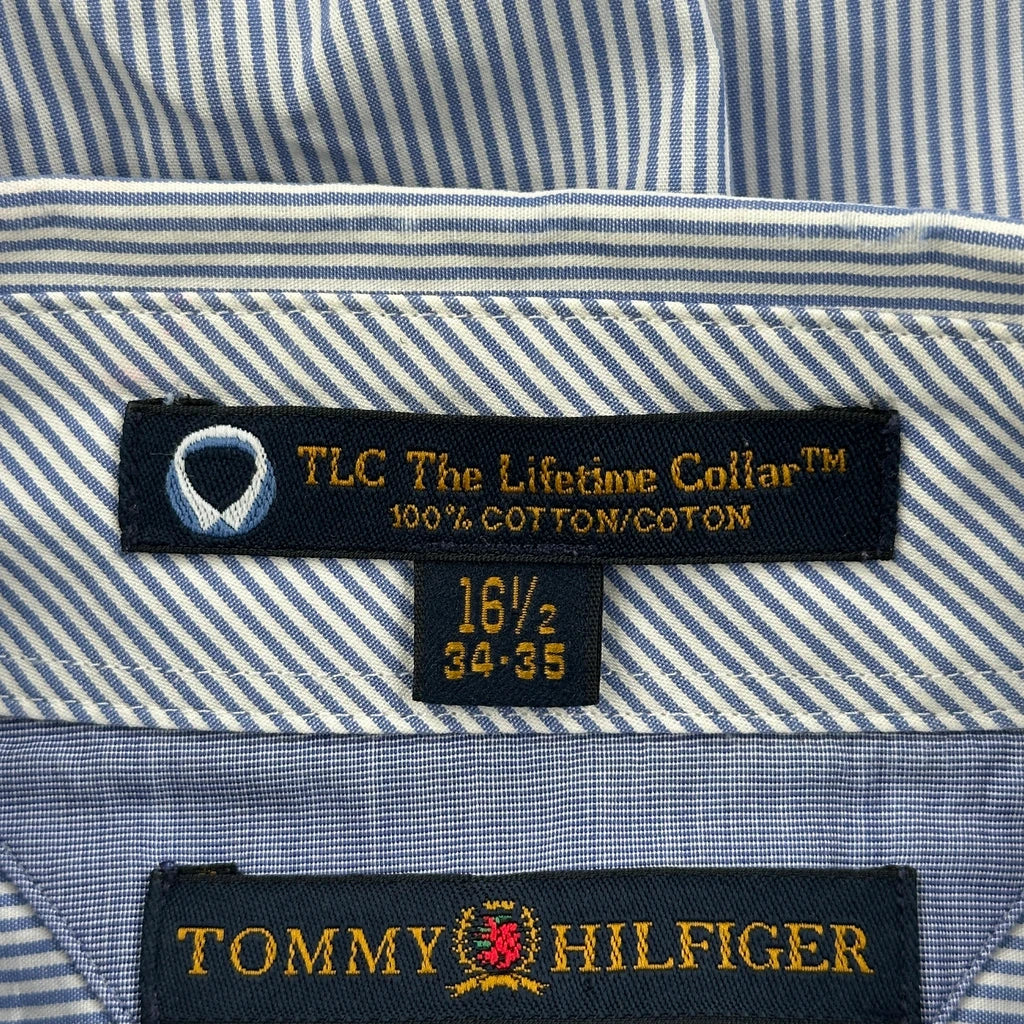 TLC The Lifetime Collar™
100% COTTON/COTON
16½
34·35
TOMMY HILFIGER